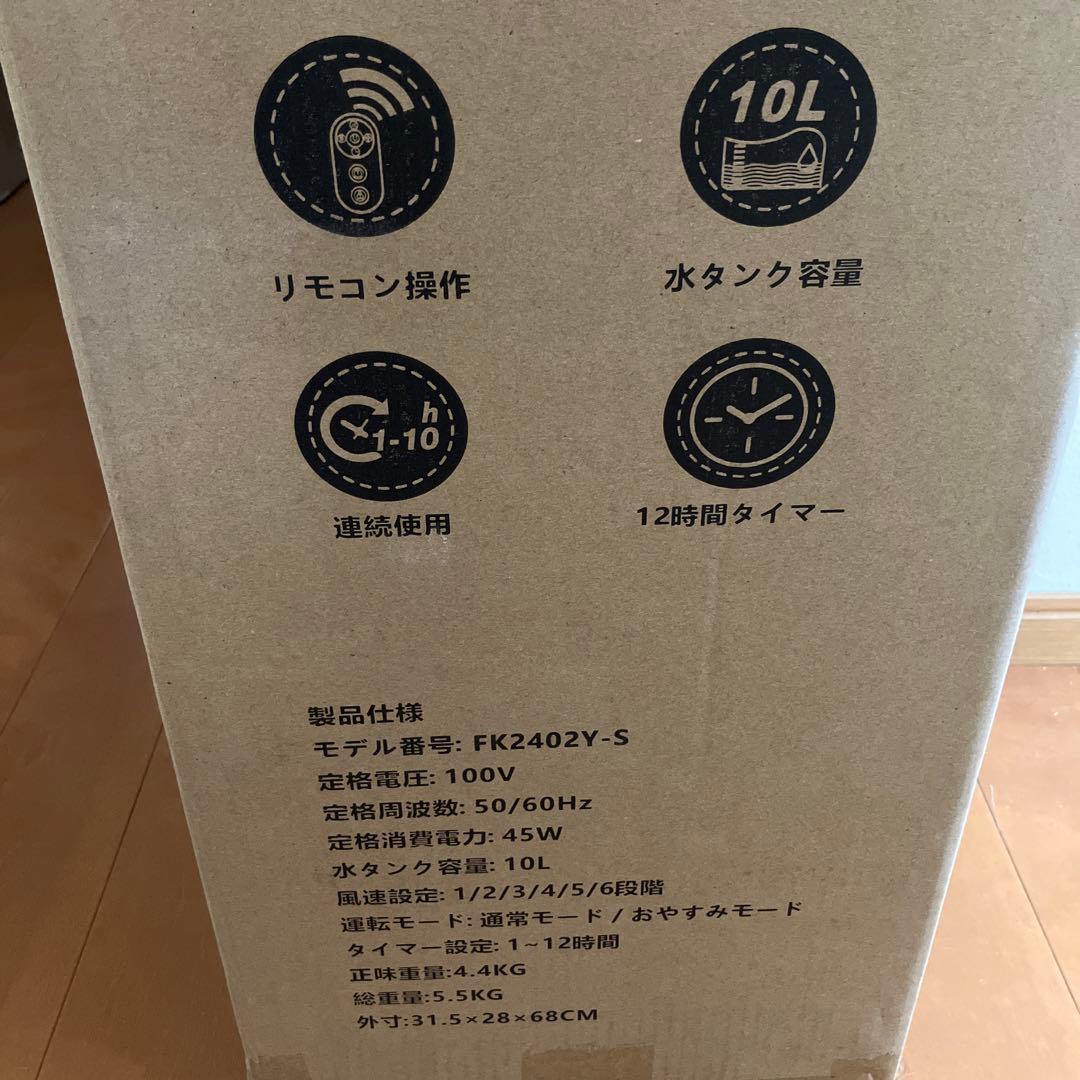 10L
リモコン操作
水タンク容量
1-10h
連続使用
12時間タイマー
製品仕様
モデル番号: FK2402Y-S
定格電圧: 100V
定格周波数: 50/60Hz
定格消費電力: 45W
水タンク容量: 10L
風速設定: 1/2/3/4/5/6段階
運転モード: 通常モード / おやすみモード
タイマー設定: 1~12時間
正味重量:4.4KG
総重量:5.5KG
外寸:31.5×28×68CM